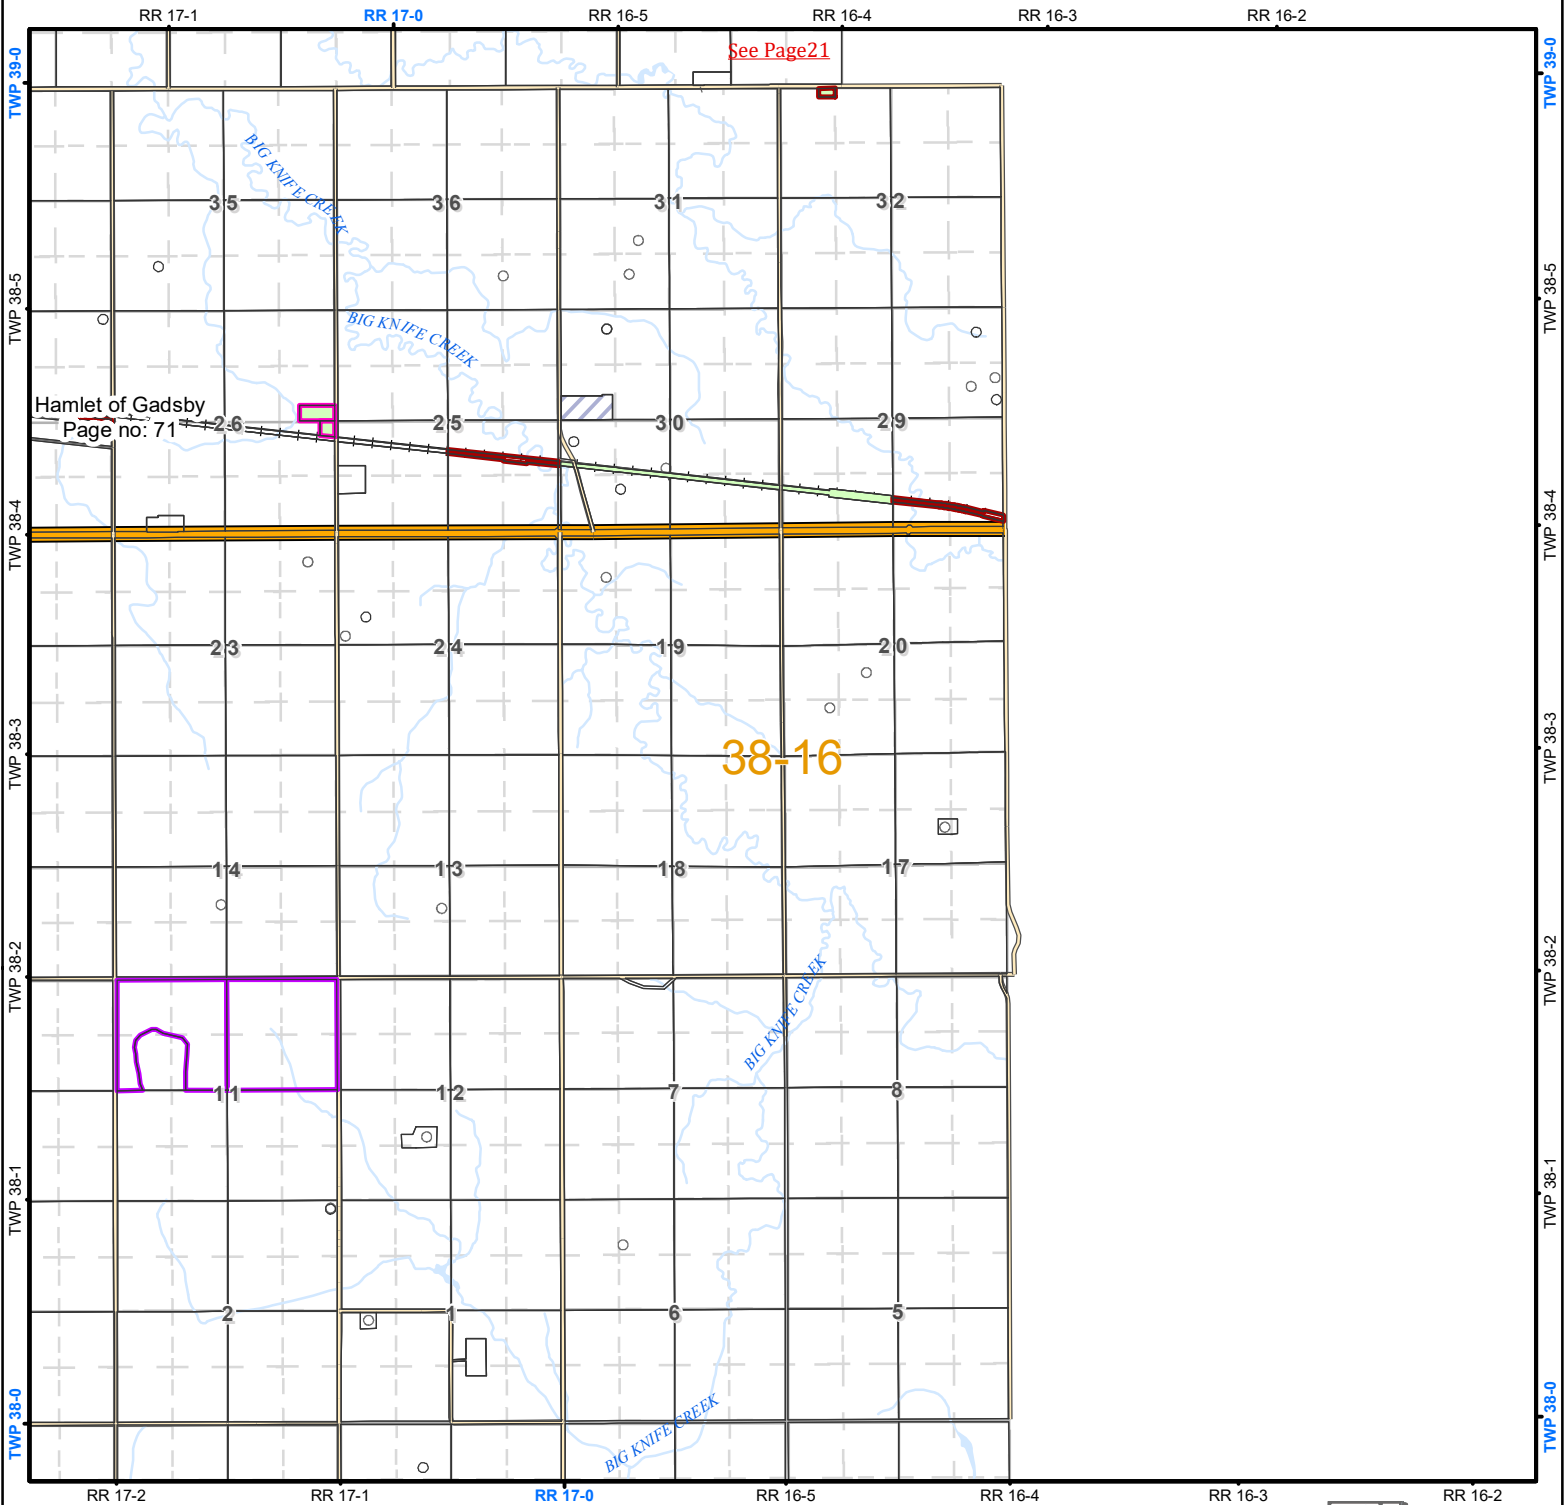 RR 17-1 RR 17-0 RR 16-5 RR 16-4 RR 16-3 RR 16-2
TWP 39-0 See Page21 TWP 39-0
BIG KNIFE CREEK
35 36 31 32
TWP 38-5 TWP 38-5
BIG KNIFE CREEK
Hamlet of Gadsby
Page no: 71
26 25 30 29
TWP 38-4 TWP 38-4
23 24 19 20
TWP 38-3 38-16 TWP 38-3
14 13 18 17
TWP 38-2 TWP 38-2
BIG KNIFE CREEK
11 12 7 8
TWP 38-1 TWP 38-1
2 1 6 5
TWP 38-0 TWP 38-0
BIG KNIFE CREEK
RR 17-2 RR 17-1 RR 17-0 RR 16-5 RR 16-4 RR 16-3 RR 16-2